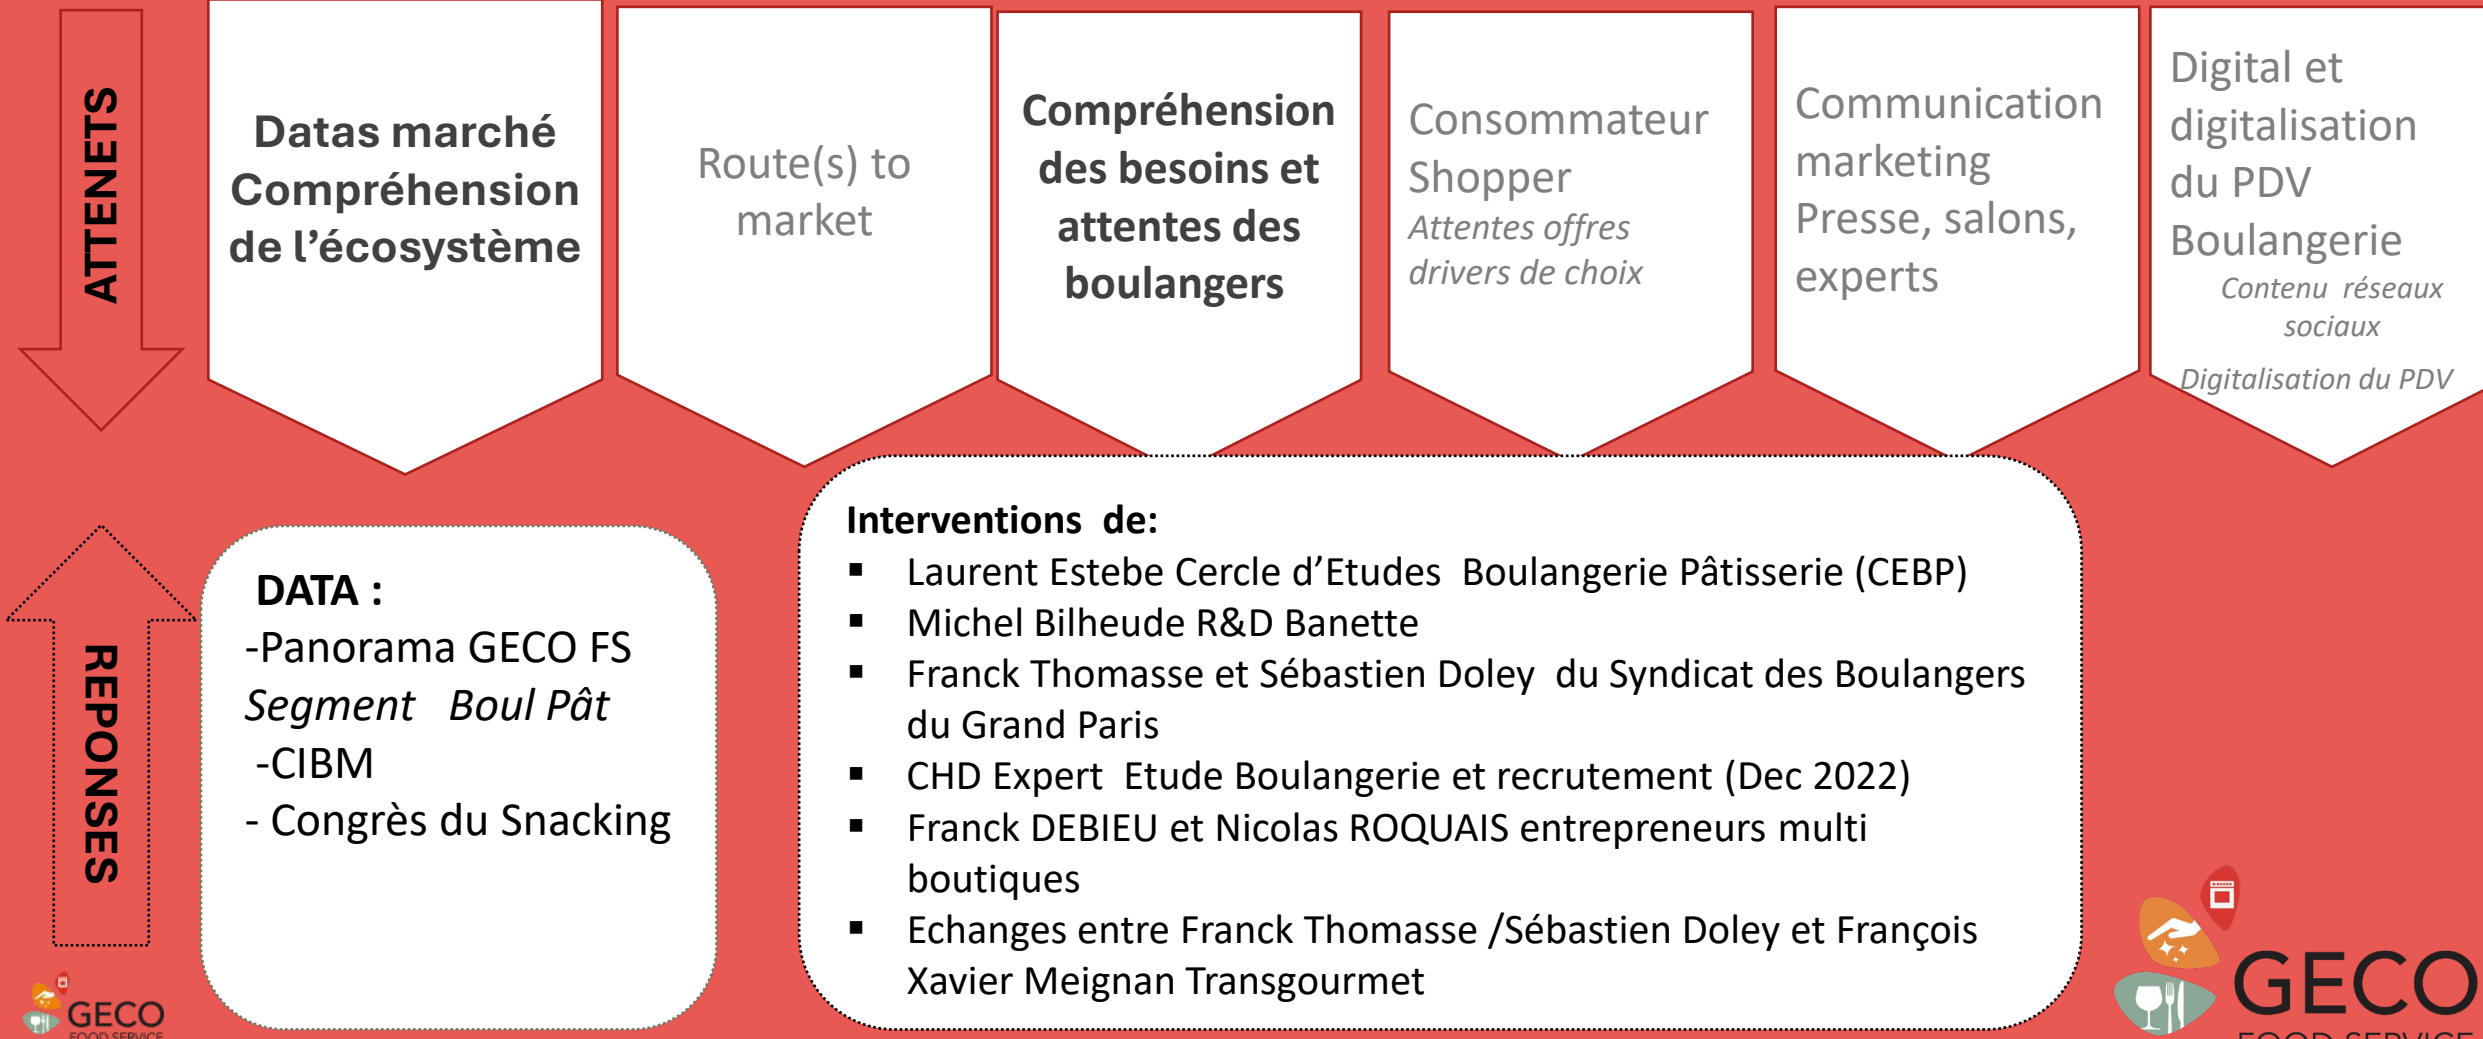 ATTENETS
Datas marché
Compréhension
de l’écosystème
Route(s) to
market
Compréhension
des besoins et
attentes des
boulangers
Consommateur
Shopper
Attentes offres
drivers de choix
Communication
marketing
Presse, salons,
experts
Digital et
digitalisation
du PDV
Boulangerie
Contenu réseaux
sociaux
Digitalisation du PDV
REPONSES
DATA :
-Panorama GECO FS
Segment Boul Pât
-CIBM
- Congrès du Snacking
Interventions de:
▪ Laurent Estebe Cercle d’Etudes Boulangerie Pâtisserie (CEBP)
▪ Michel Bilheude R&D Banette
▪ Franck Thomasse et Sébastien Doley du Syndicat des Boulangers
du Grand Paris
▪ CHD Expert Etude Boulangerie et recrutement (Dec 2022)
▪ Franck DEBIEU et Nicolas ROQUAIS entrepreneurs multi
boutiques
▪ Echanges entre Franck Thomasse /Sébastien Doley et François
Xavier Meignan Transgourmet
GECO
FOOD SERVICE
GECO
FOOD SERVICE